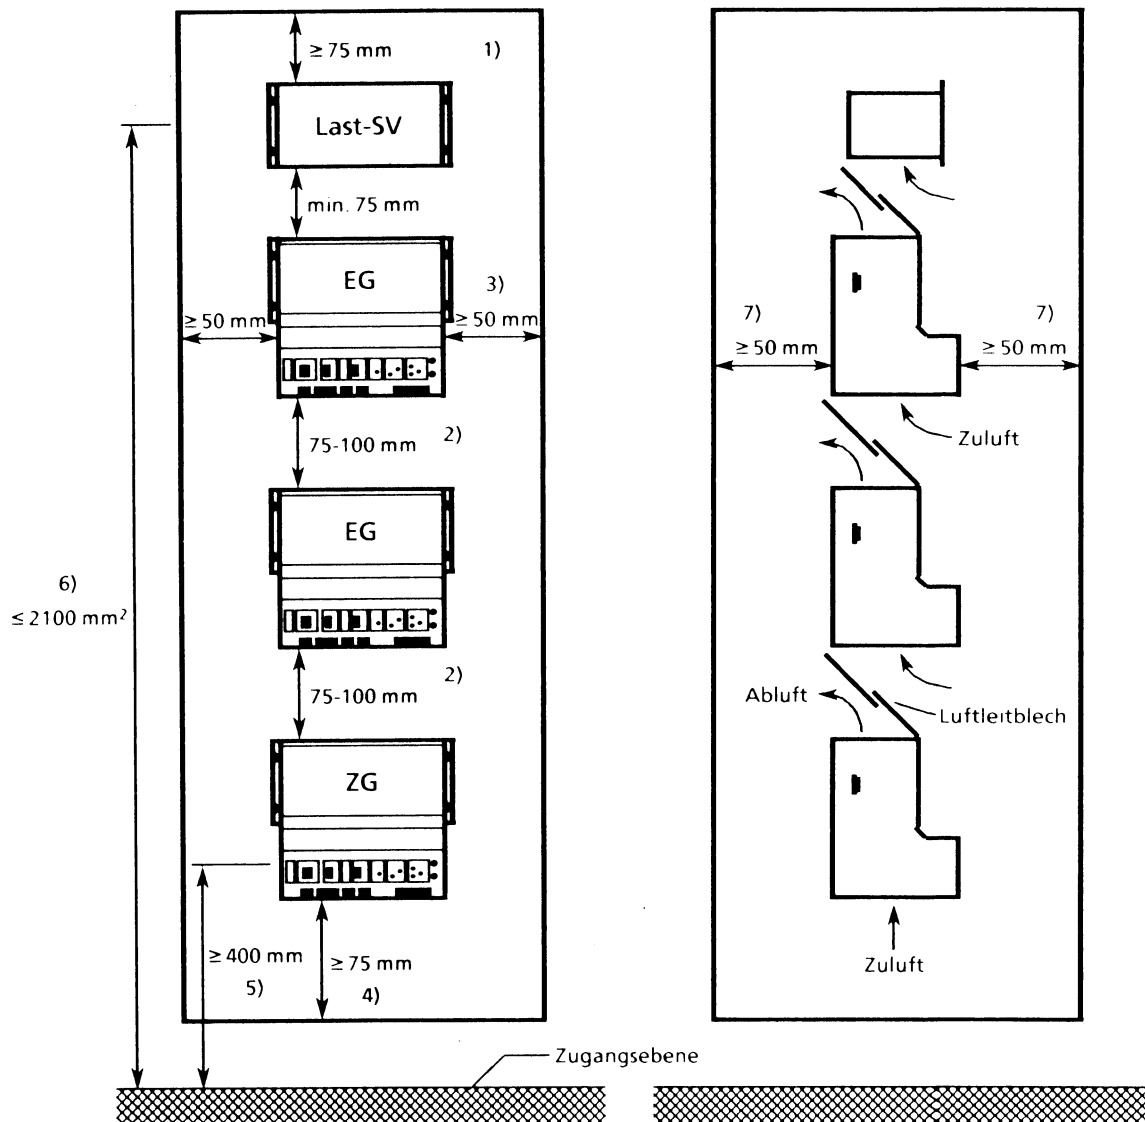 ≥ 75 mm
1)
Last-SV
min. 75 mm
EG
3)
≥ 50 mm
≥ 50 mm
75-100 mm
2)
EG
6)
≤ 2100 mm²
75-100 mm
2)
ZG
≥ 400 mm
5)
≥ 75 mm
4)
Zugangsebene
7)
≥ 50 mm
7)
≥ 50 mm
Zuluft
Abluft
Luftleitblech
Zuluft